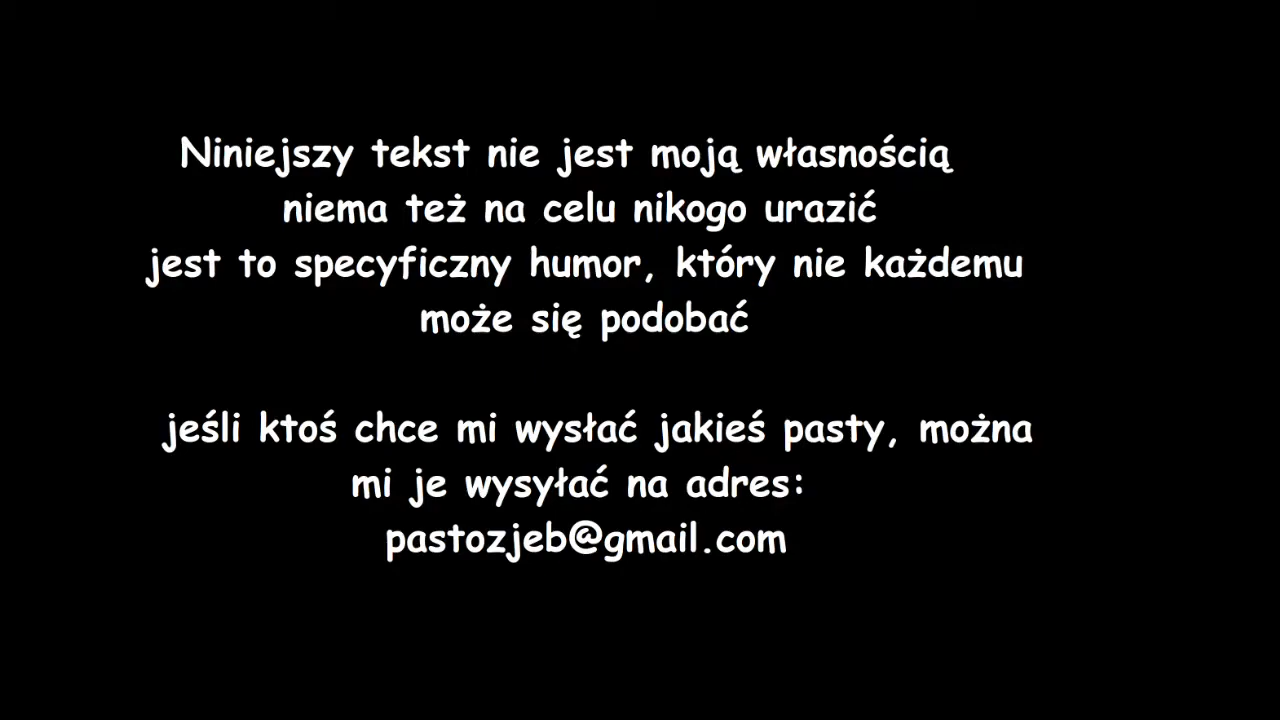 Niniejszy tekst nie jest moją własnością
niema też na celu nikogo urazić
jest to specyficzny humor, który nie każdemu
może się podobać
jeśli ktoś chce mi wysłać jakieś pasty, można
mi je wysyłać na adres:
pastozjeb@gmail.com